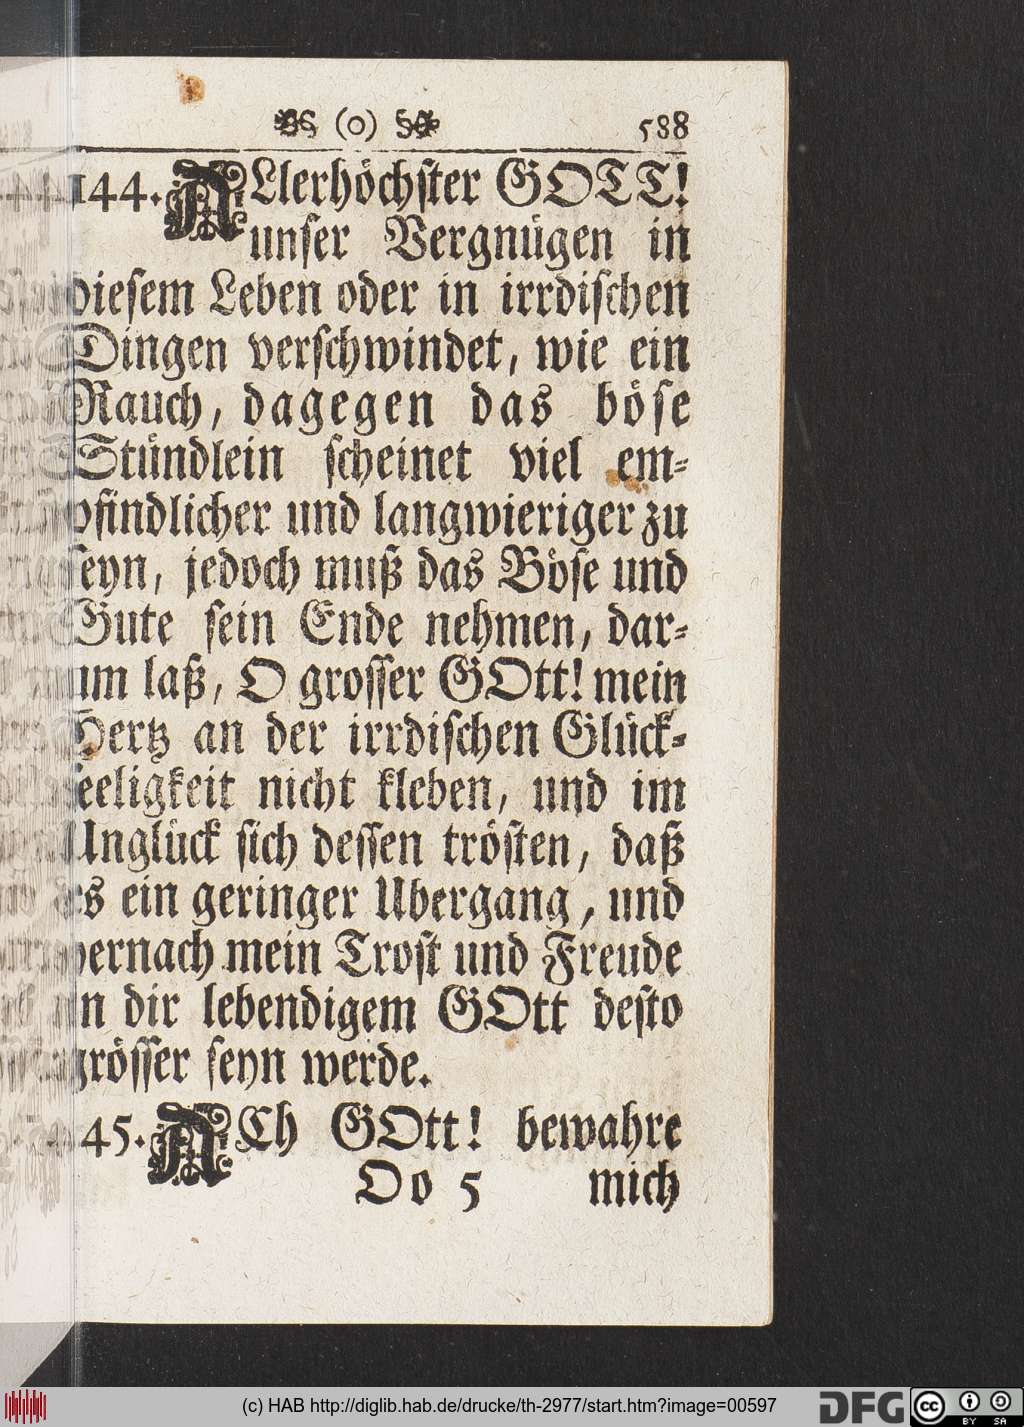 (o) 588
144. ALlerhöchster GOTT!
unser Vergnügen in
diesem Leben oder in irrdischen
Dingen verschwindet, wie ein
Rauch, dagegen das böse
Stündlein scheinet viel em-
pfindlicher und langwieriger zu
seyn, jedoch muß das Böse und
Gute sein Ende nehmen, dar-
um laß, O grosser GOtt! mein
Hertz an der irrdischen Glück-
seeligkeit nicht kleben, und im
Unglück sich dessen trösten, daß
es ein geringer Ubergang, und
hernach mein Trost und Freude
in dir lebendigem GOtt desto
grösser seyn werde.
145. ACh GOtt! bewahre
Oo 5 mich
(c) HAB http://diglib.hab.de/drucke/th-2977/start.htm?image=00597
DFG cc BY SA